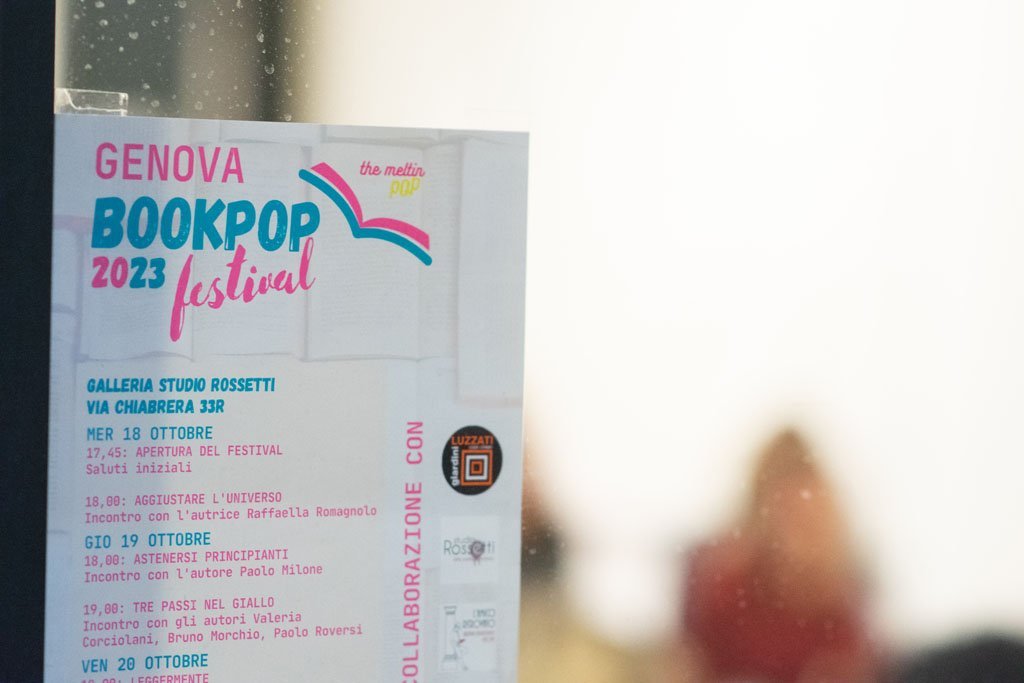 GENOVA
the meltin
POP
BOOKPOP
2023 festival
GALLERIA STUDIO ROSSETTI
VIA CHIABRERA 33R
MER 18 OTTOBRE
17,45: APERTURA DEL FESTIVAL
Saluti iniziali
18,00: AGGIUSTARE L'UNIVERSO
Incontro con l'autrice Raffaella Romagnolo
GIO 19 OTTOBRE
18,00: ASTENERSI PRINCIPIANTI
Incontro con l'autore Paolo Milone
19,00: TRE PASSI NEL GIALLO
Incontro con gli autori Valeria
Corciolani, Bruno Morchio, Paolo Roversi
VEN 20 OTTOBRE
LEGGERMENTE
COLLABORAZIONE CON
giardini LUZZATI
studio
Rossetti